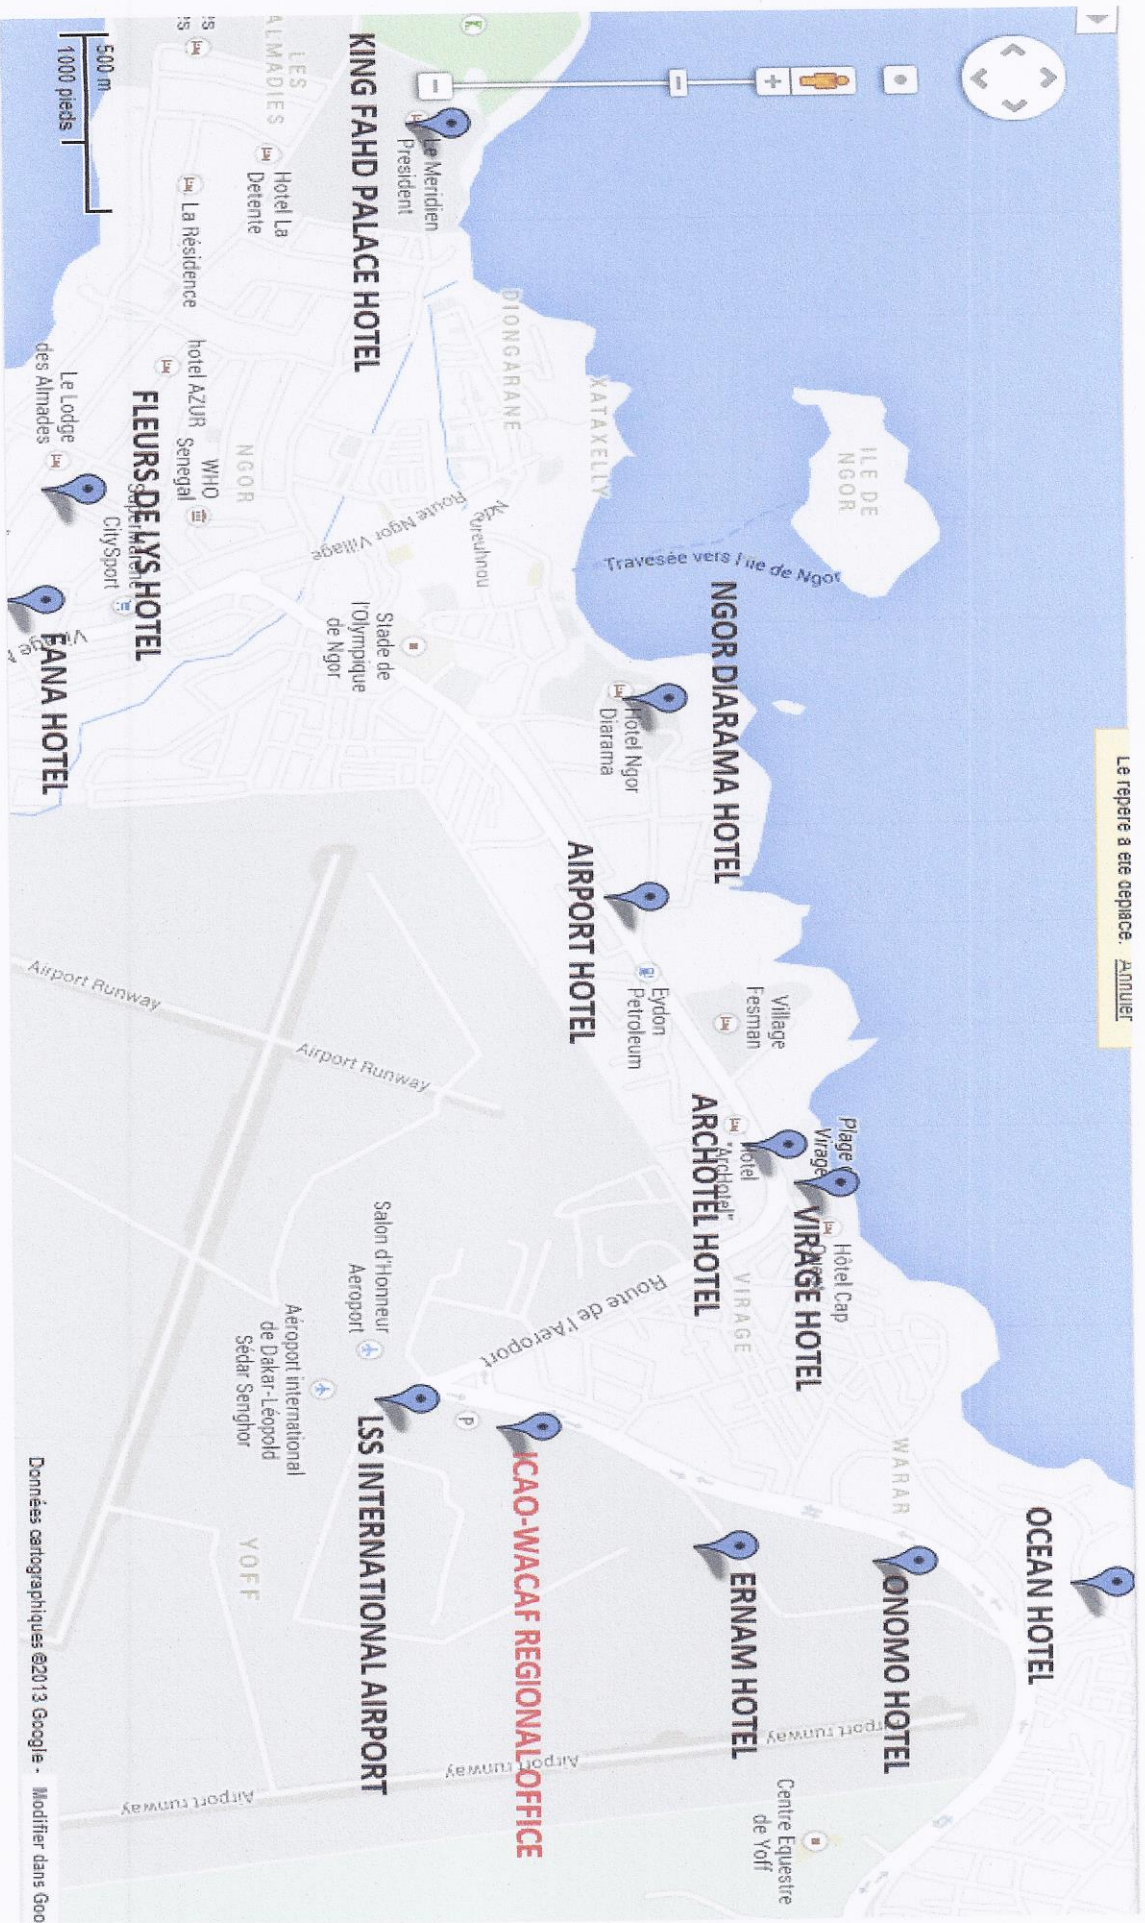 Le repère a été déplacé. Annuler
LES
ALMADIES
KING FAHD PALACE HOTEL
Le Meridien
President
Hotel La
Detente
La Résidence
hotel AZUR
WHO
Senegal
NGOR
Le Lodge
des Almades
FLEURS DE LYS HOTEL
CitySport
FANA HOTEL
DIONGARANE
XATAXELLY
ILE DE
NGOR
Travesée vers l'île de Ngor
Route Ngor Village
Stade de
l'Olympique
de Ngor
NGOR DIARAMA HOTEL
Hôtel Ngor
Diarama
AIRPORT HOTEL
Eydon
Petroleum
Village
Fesman
ARCHOTEL HOTEL
Hotel
"ArcHotel"
Plage
Virage
VIRAGE HOTEL
Hôtel Cap
VIRAGE
Route de l'Aeroport
Airport Runway
Airport Runway
Salon d'Honneur
Aeroport
Aéroport international
de Dakar-Léopold
Sédar Senghor
LSS INTERNATIONAL AIRPORT
P
ICAO-WACAF REGIONAL OFFICE
WARAR
OCEAN HOTEL
ONOMO HOTEL
ERNAM HOTEL
YOFF
Airport runway
Airport runway
Airport runway
Centre Equestre
de Yoff
500 m
1000 pieds
Données cartographiques ©2013 Google - Modifier dans Goo